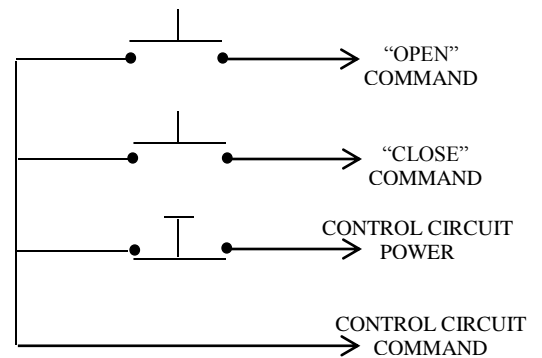 “OPEN”
COMMAND
“CLOSE”
COMMAND
CONTROL CIRCUIT
POWER
CONTROL CIRCUIT
COMMAND